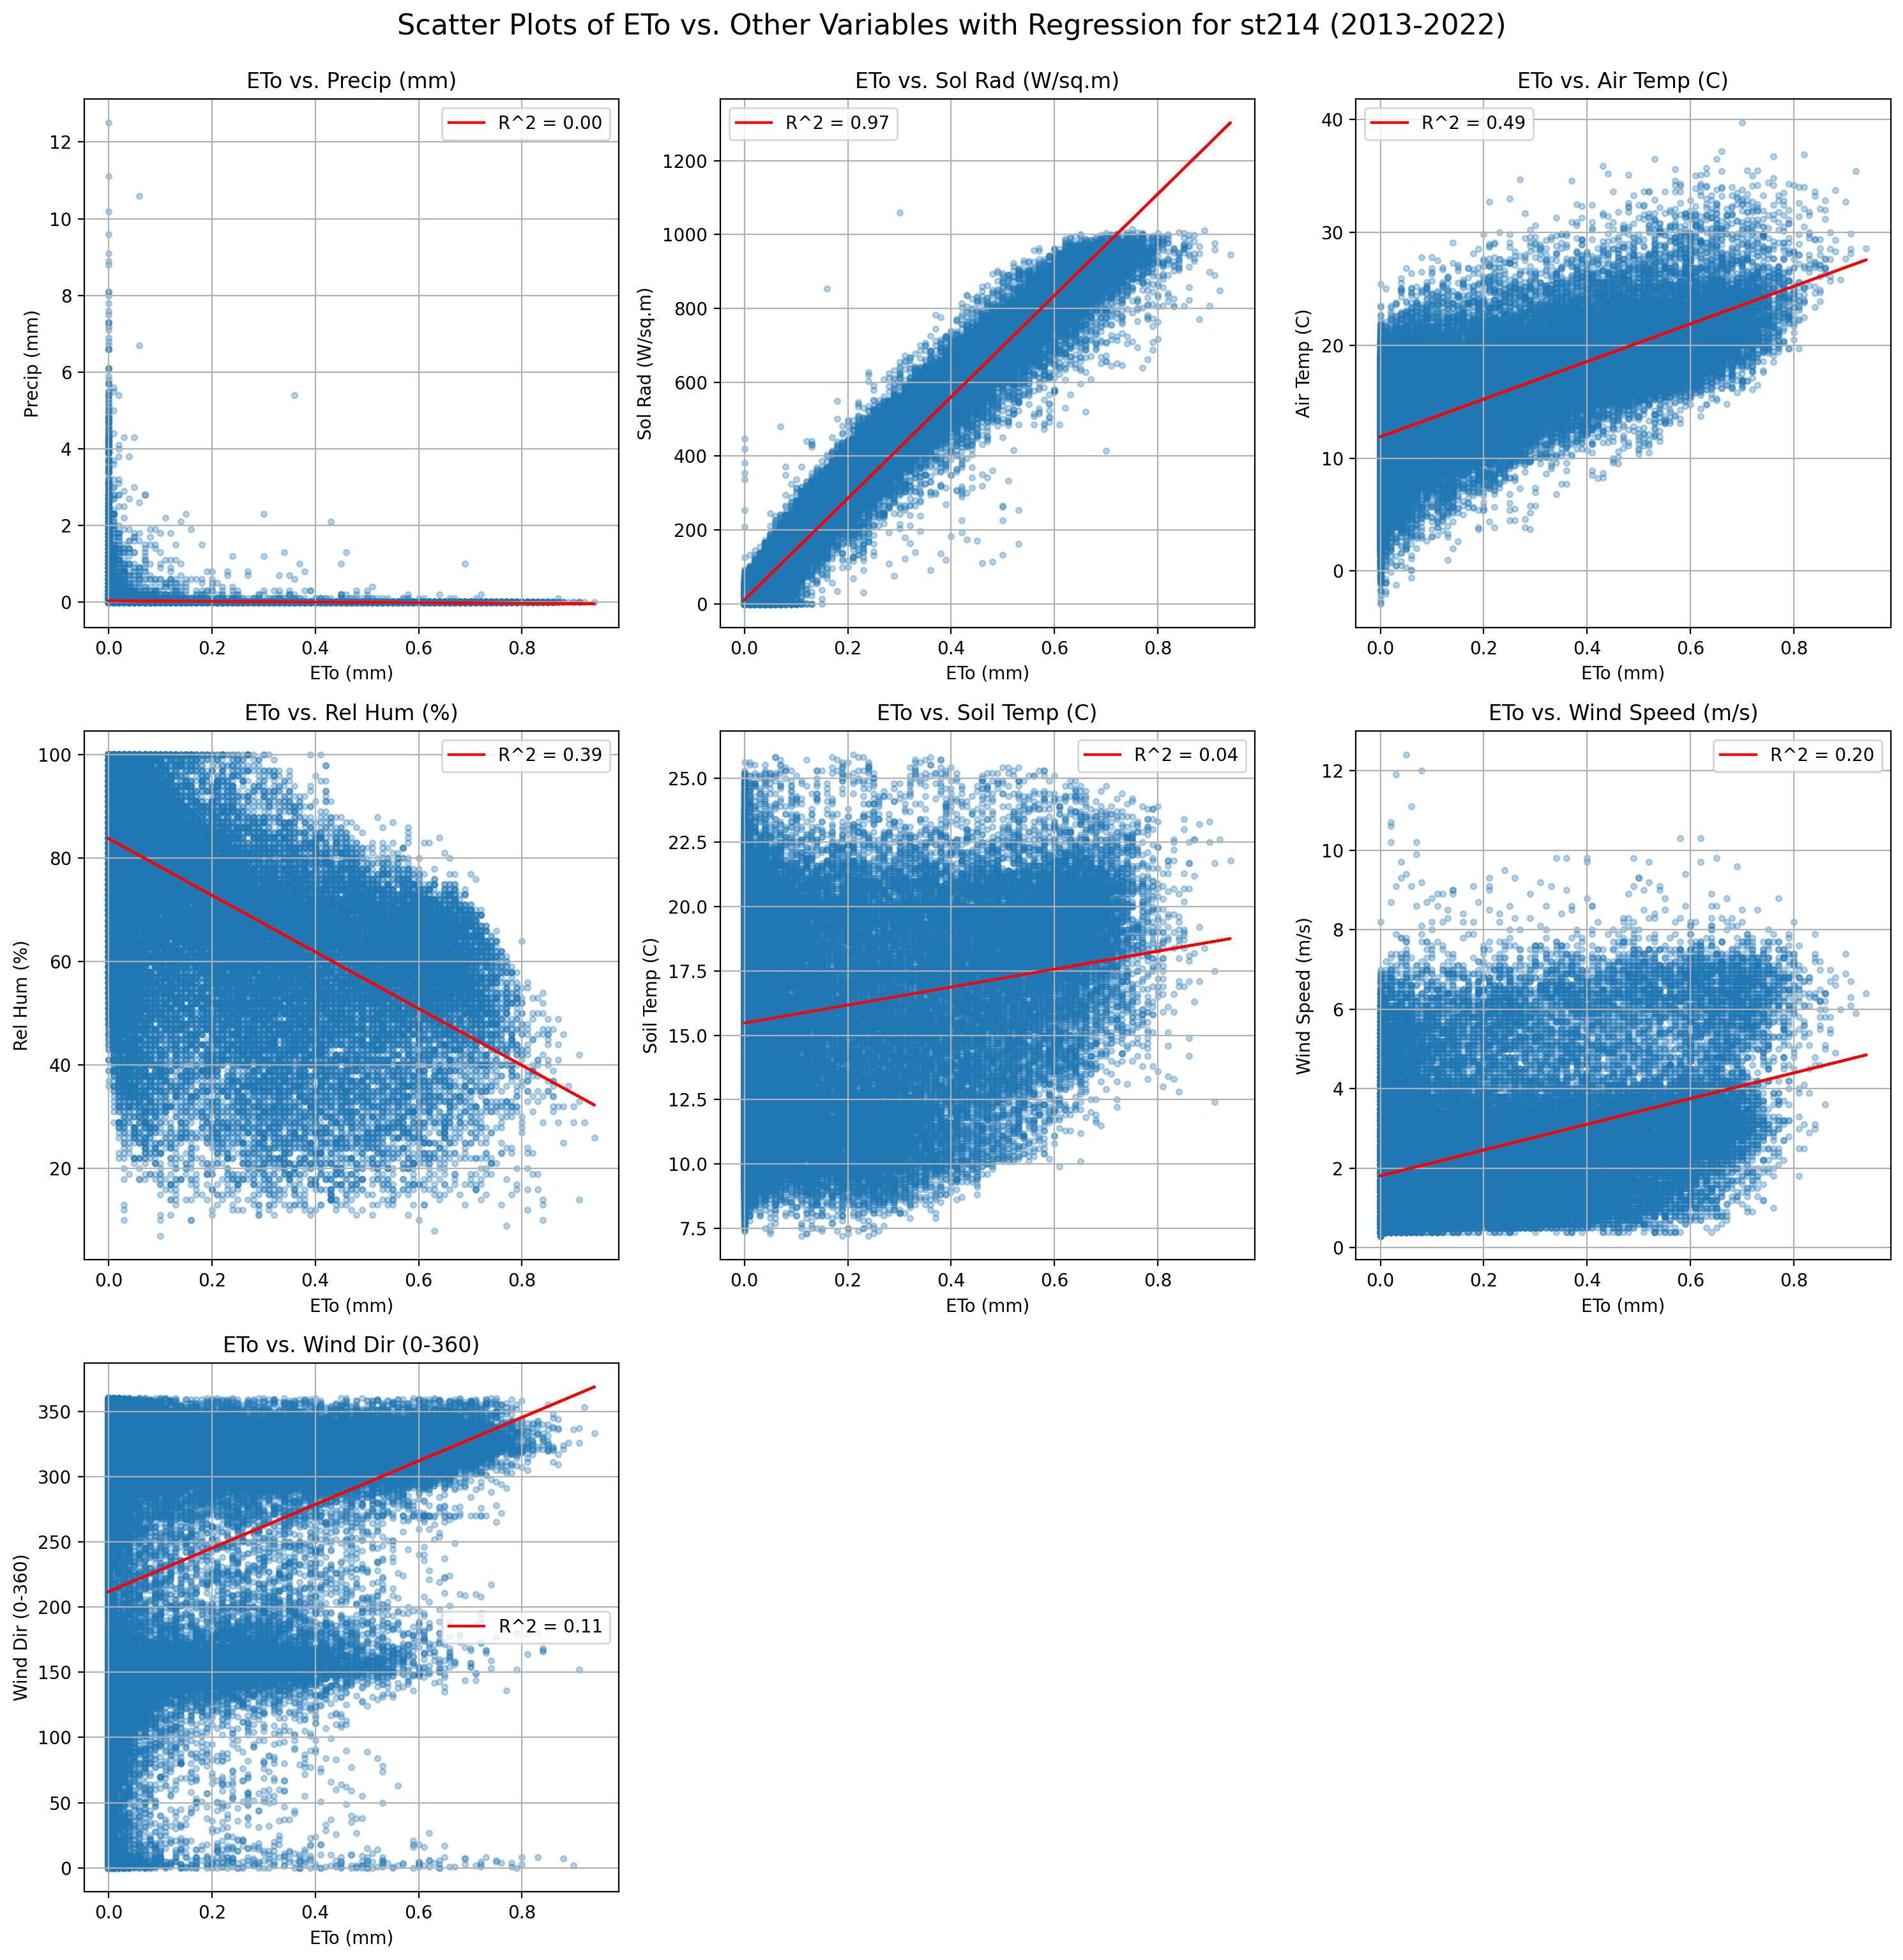 Scatter Plots of ETo vs. Other Variables with Regression for st214 (2013-2022)
ETo vs. Precip (mm)
R^2 = 0.00
12
10
8
6
4
2
0
Precip (mm)
0.0 0.2 0.4 0.6 0.8
ETo (mm)
ETo vs. Sol Rad (W/sq.m)
R^2 = 0.97
1200
1000
800
600
400
200
0
Sol Rad (W/sq.m)
0.0 0.2 0.4 0.6 0.8
ETo (mm)
ETo vs. Air Temp (C)
R^2 = 0.49
40
30
20
10
0
Air Temp (C)
0.0 0.2 0.4 0.6 0.8
ETo (mm)
ETo vs. Rel Hum (%)
R^2 = 0.39
100
80
60
40
20
Rel Hum (%)
0.0 0.2 0.4 0.6 0.8
ETo (mm)
ETo vs. Soil Temp (C)
R^2 = 0.04
25.0
22.5
20.0
17.5
15.0
12.5
10.0
7.5
Soil Temp (C)
0.0 0.2 0.4 0.6 0.8
ETo (mm)
ETo vs. Wind Speed (m/s)
R^2 = 0.20
12
10
8
6
4
2
0
Wind Speed (m/s)
0.0 0.2 0.4 0.6 0.8
ETo (mm)
ETo vs. Wind Dir (0-360)
R^2 = 0.11
350
300
250
200
150
100
50
0
Wind Dir (0-360)
0.0 0.2 0.4 0.6 0.8
ETo (mm)